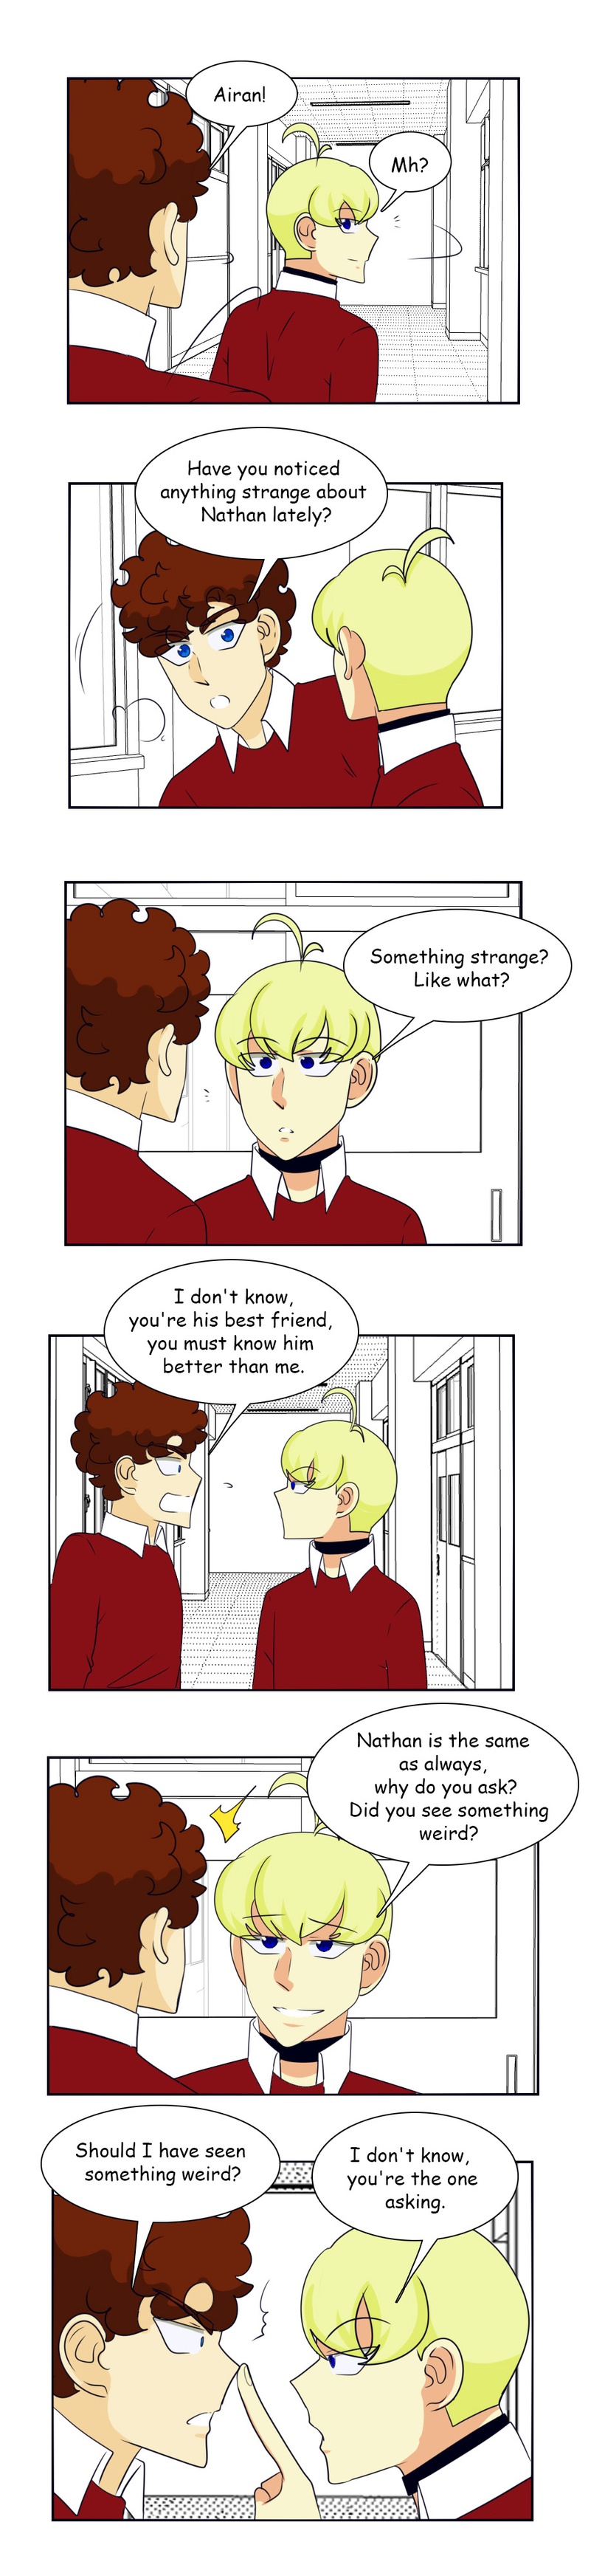 Airan!
Mh?
Have you noticed
anything strange about
Nathan lately?
Something strange?
Like what?
I don't know,
you're his best friend,
you must know him
better than me.
Nathan is the same
as always,
why do you ask?
Did you see something
weird?
Should I have seen
something weird?
I don't know,
you're the one
asking.